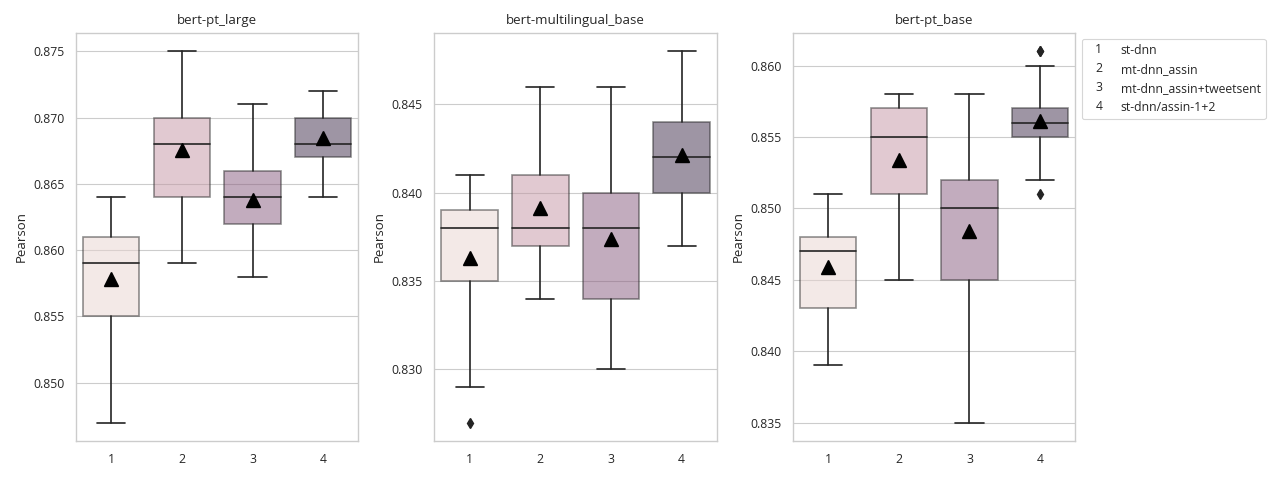 bert-pt_large
Pearson
0.875
0.870
0.865
0.860
0.855
0.850
1 2 3 4
bert-multilingual_base
Pearson
0.845
0.840
0.835
0.830
1 2 3 4
bert-pt_base
Pearson
0.860
0.855
0.850
0.845
0.840
0.835
1 2 3 4
1 st-dnn
2 mt-dnn_assin
3 mt-dnn_assin+tweetsent
4 st-dnn/assin-1+2